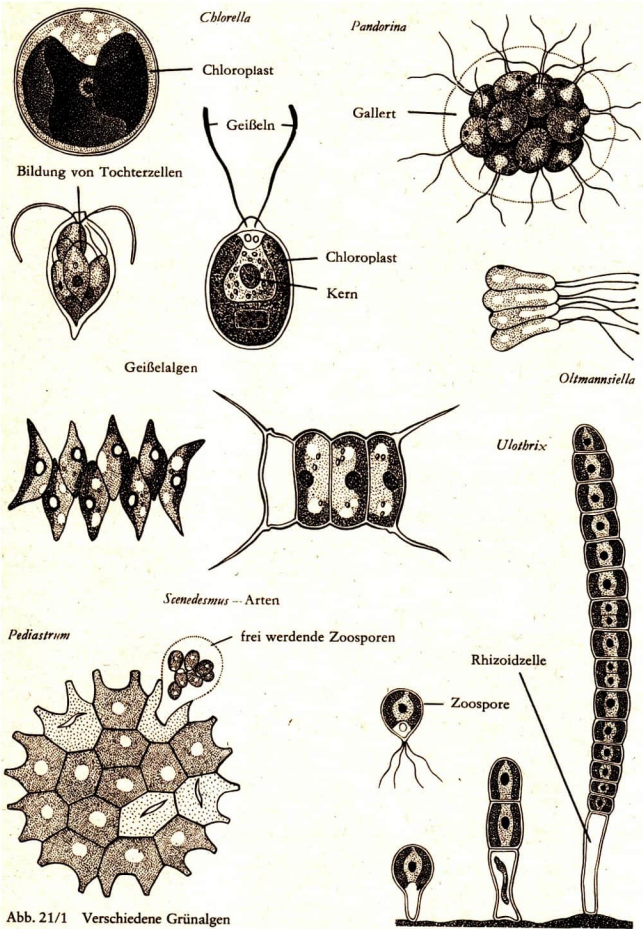 Chlorella
Pandorina
Chloroplast
Gallert
Geißeln
Bildung von Tochterzellen
Chloroplast
Kern
Geißelalgen
Oltmannsiella
Ulothrix
Scenedesmus – Arten
Pediastrum
frei werdende Zoosporen
Rhizoidzelle
Zoospore
Abb. 21/1 Verschiedene Grünalgen